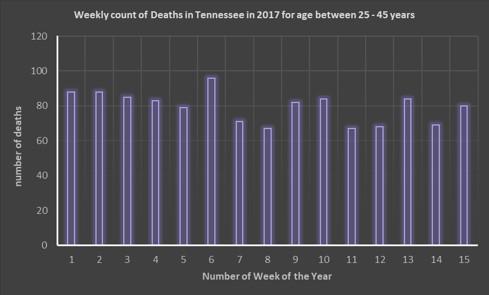 Weekly count of Deaths in Tennessee in 2017 for age between 25 - 45 years
120
100
80
60
40
20
0
number of deaths
1 2 3 4 5 6 7 8 9 10 11 12 13 14 15
Number of Week of the Year